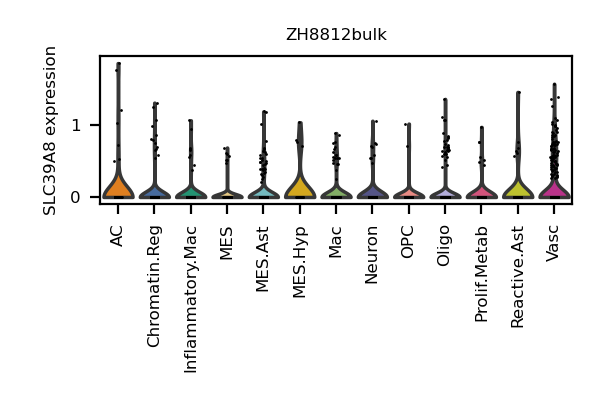 ZH8812bulk
SLC39A8 expression
1
0
AC
Chromatin.Reg
Inflammatory.Mac
MES
MES.Ast
MES.Hyp
Mac
Neuron
OPC
Oligo
Prolif.Metab
Reactive.Ast
Vasc